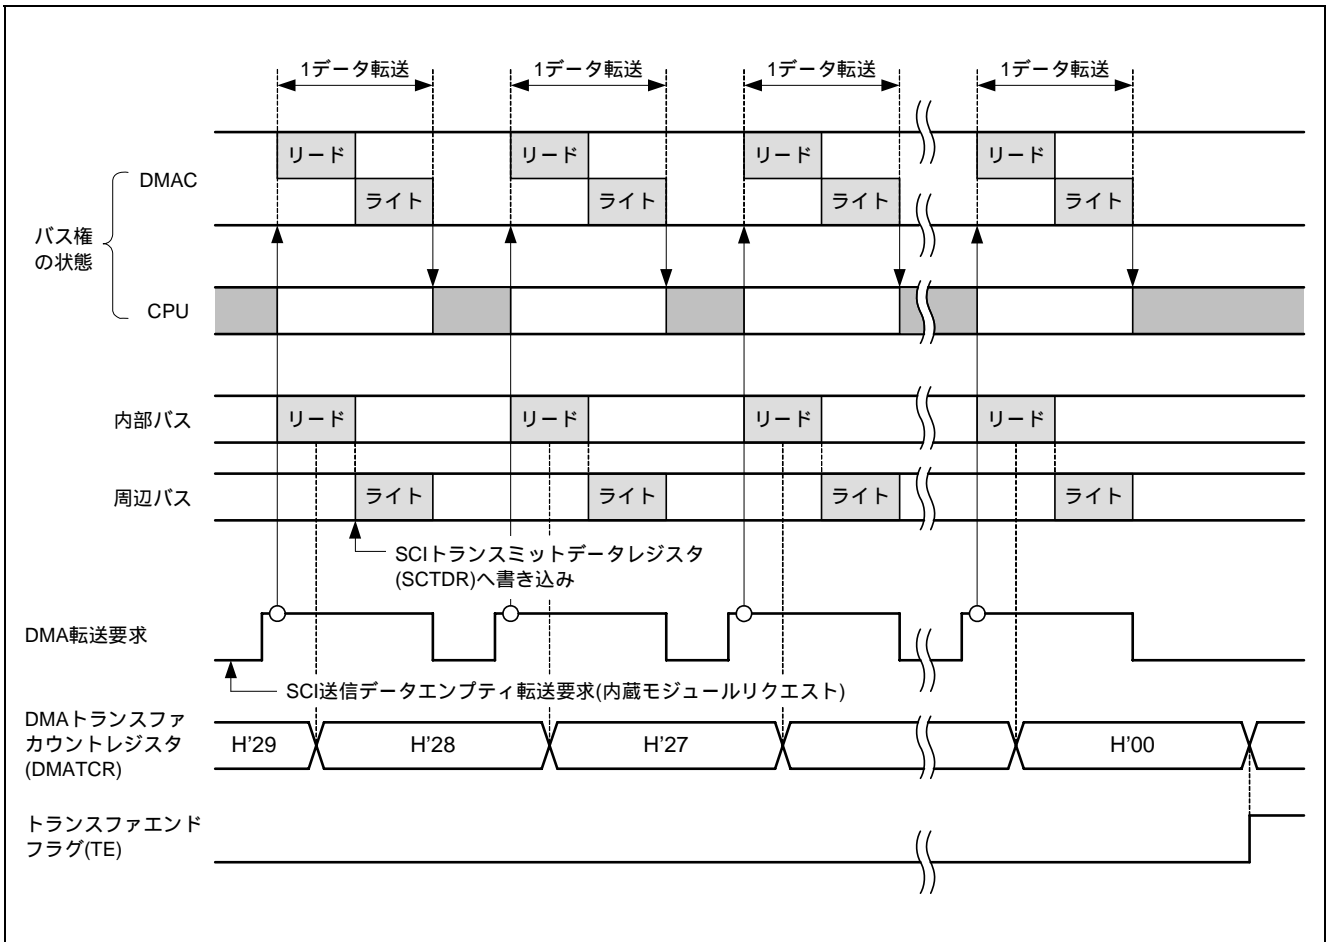 1データ転送 1データ転送 1データ転送 1データ転送
リード リード リード リード
DMAC
ライト ライト ライト ライト
バス権
の状態
CPU
内部バス リード リード リード リード
周辺バス ライト ライト ライト ライト
SCIトランスミットデータレジスタ
(SCTDR)へ書き込み
DMA転送要求
SCI送信データエンプティ転送要求(内蔵モジュールリクエスト)
DMAトランスファ
カウントレジスタ
(DMATCR)
H'29 H'28 H'27 H'00
トランスファエンド
フラグ(TE)